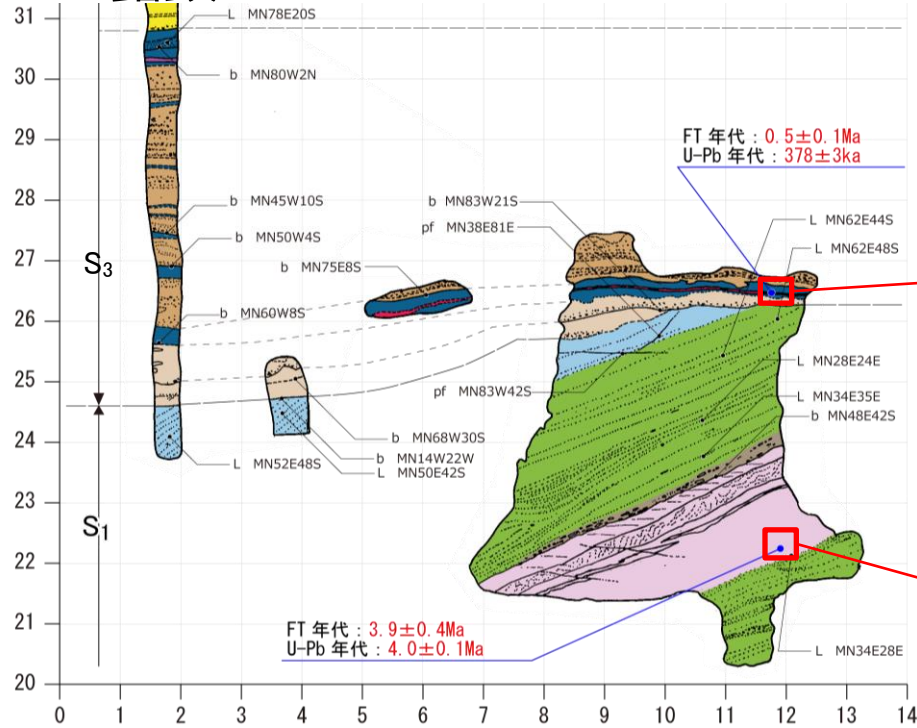 31
30
29
28
27
26
25
24
23
22
21
20
0 1 2 3 4 5 6 7 8 9 10 11 12 13 14
S3
S1
L MN78E20S
b MN80W2N
b MN45W10S
b MN50W4S
b MN75E8S
b MN60W8S
b MN68W30S
b MN14W22W
L MN50E42S
L MN52E48S
b MN83W21S
pf MN38E81E
pf MN83W42S
FT 年代：0.5±0.1Ma
U-Pb 年代：378±3ka
L MN62E44S
L MN62E48S
L MN28E24E
L MN34E35E
b MN48E42S
FT 年代：3.9±0.4Ma
U-Pb 年代：4.0±0.1Ma
L MN34E28E